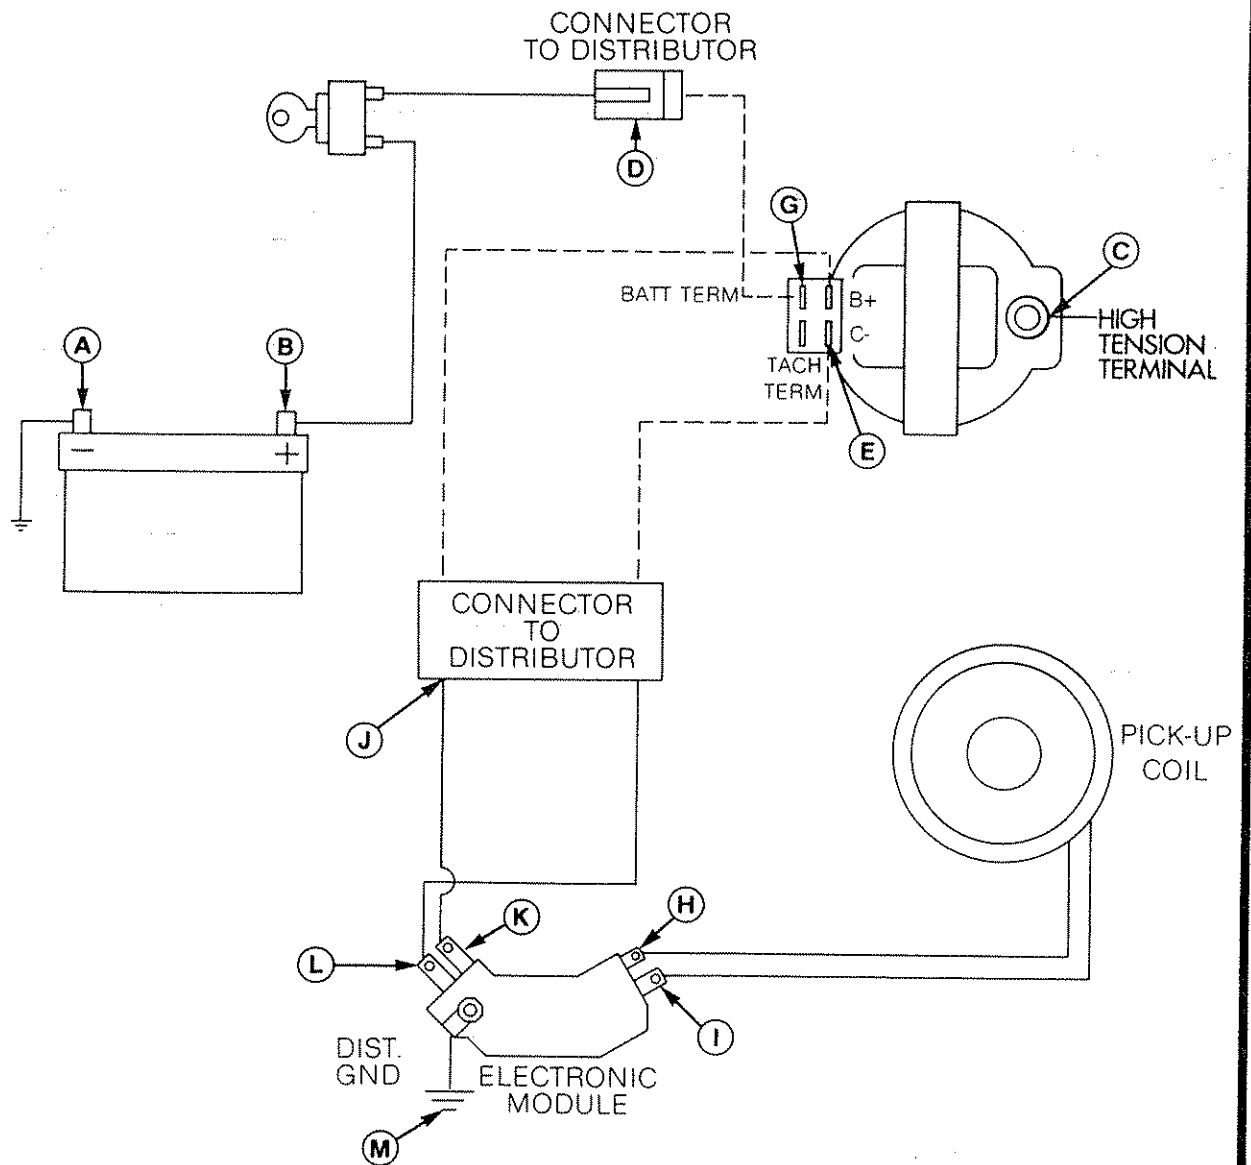 CONNECTOR
TO DISTRIBUTOR
D
G
C
BATT TERM
B+
C-
HIGH
TENSION
TERMINAL
TACH
TERM
A
B
E
−
+
CONNECTOR
TO
DISTRIBUTOR
J
PICK-UP
COIL
K
H
L
I
DIST.
GND
ELECTRONIC
MODULE
M